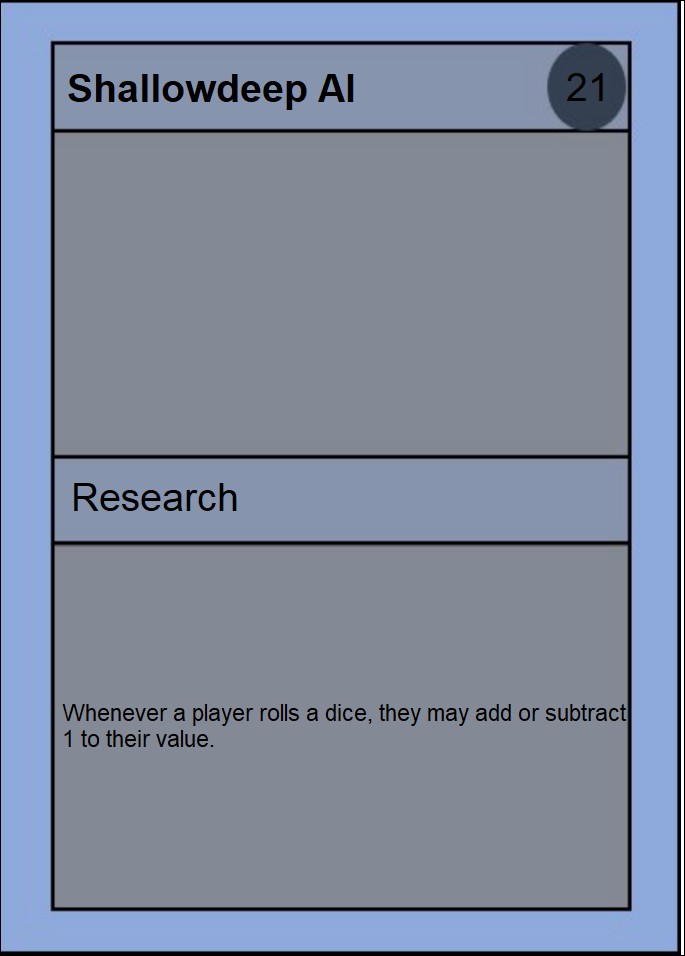 Shallowdeep AI
21
Research
Whenever a player rolls a dice, they may add or subtract
1 to their value.